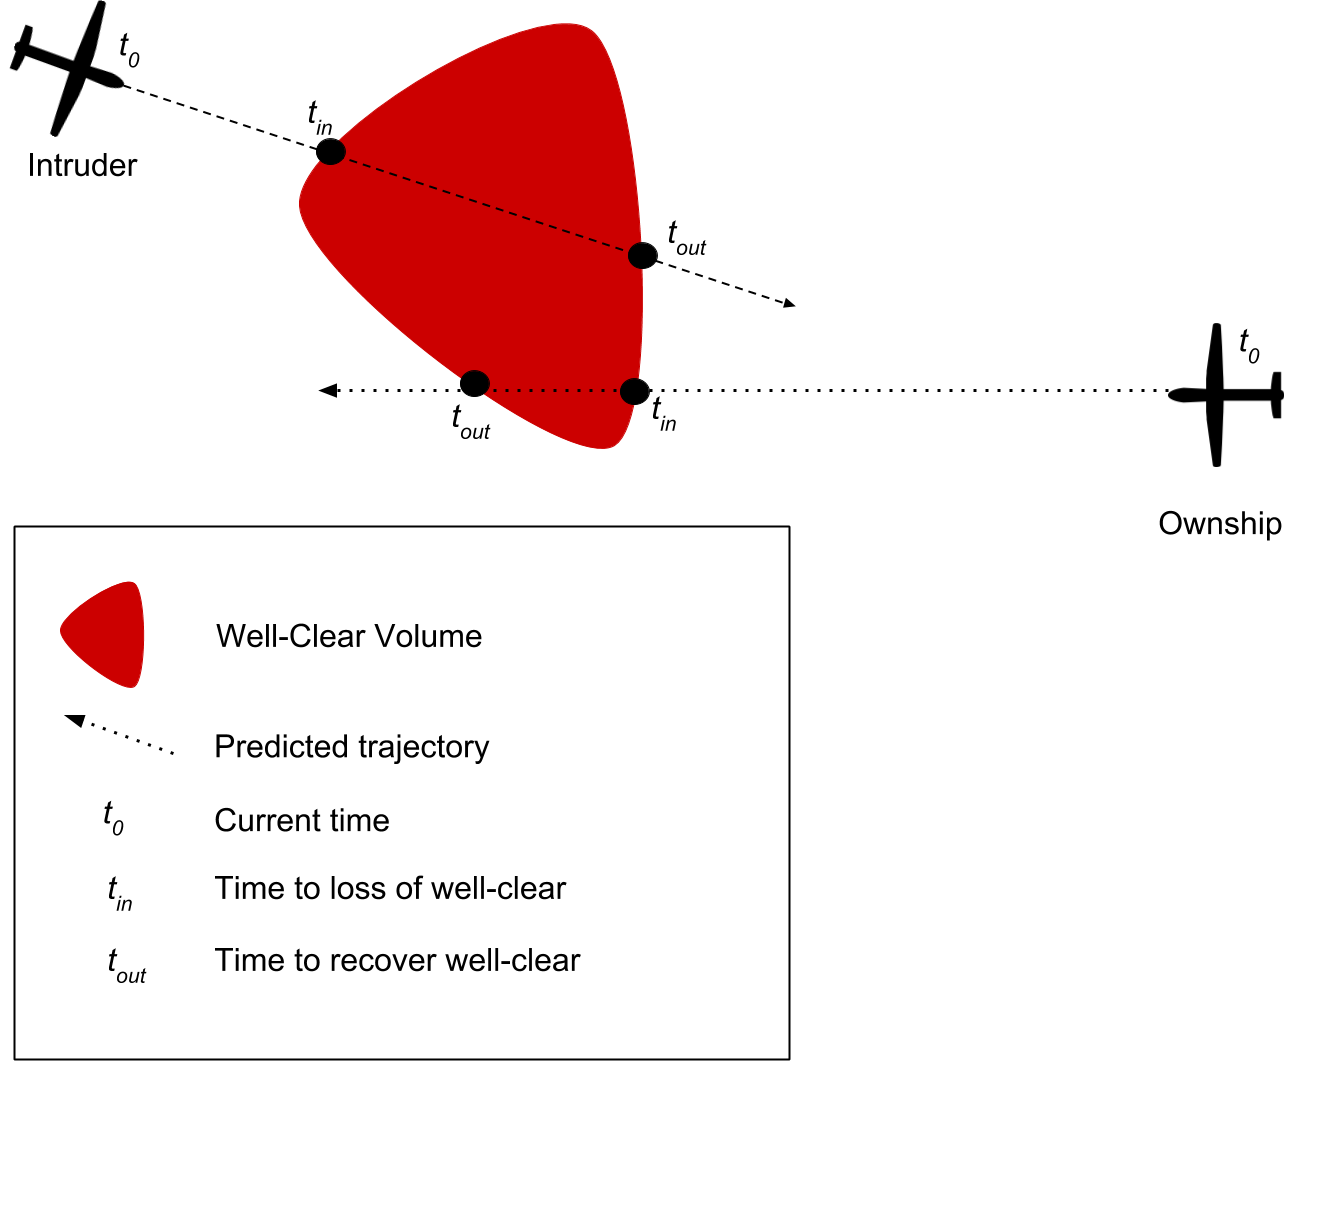 t0
tin
Intruder
tout
t0
tout
tin
Ownship
Well-Clear Volume
Predicted trajectory
t0 Current time
tin Time to loss of well-clear
tout Time to recover well-clear